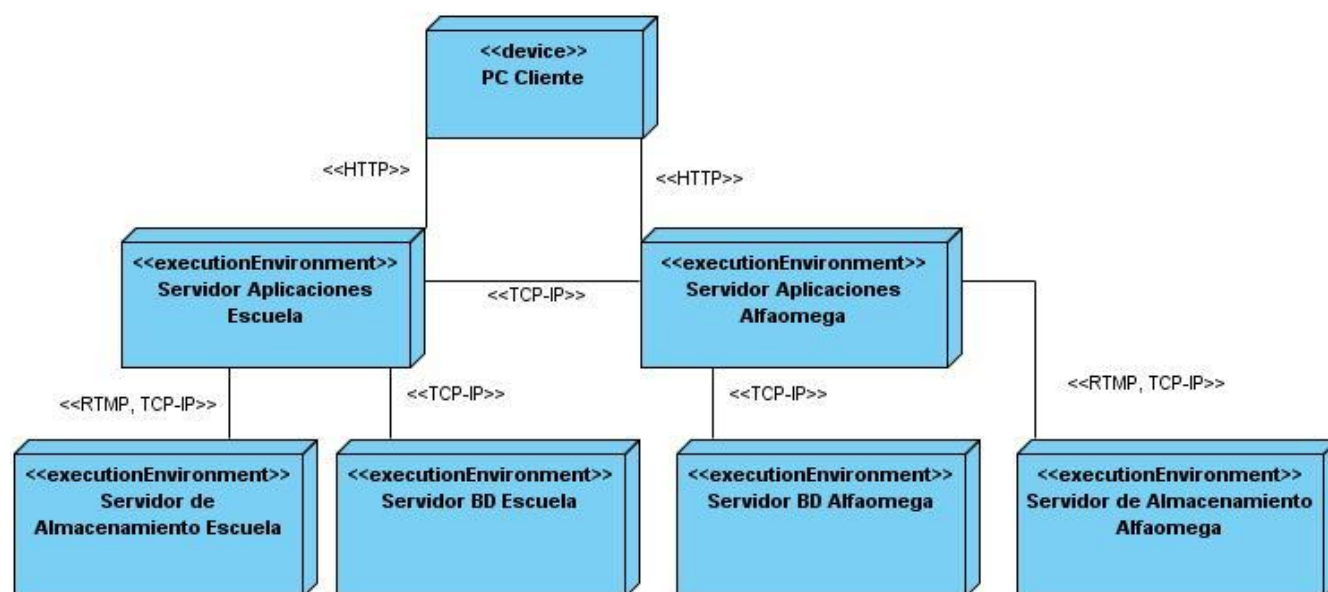 <<device>>
PC Cliente
<<HTTP>>
<<HTTP>>
<<executionEnvironment>>
Servidor Aplicaciones
Escuela
<<TCP-IP>>
<<executionEnvironment>>
Servidor Aplicaciones
Alfaomega
<<RTMP, TCP-IP>>
<<TCP-IP>>
<<TCP-IP>>
<<RTMP, TCP-IP>>
<<executionEnvironment>>
Servidor de
Almacenamiento Escuela
<<executionEnvironment>>
Servidor BD Escuela
<<executionEnvironment>>
Servidor BD Alfaomega
<<executionEnvironment>>
Servidor de Almacenamiento
Alfaomega